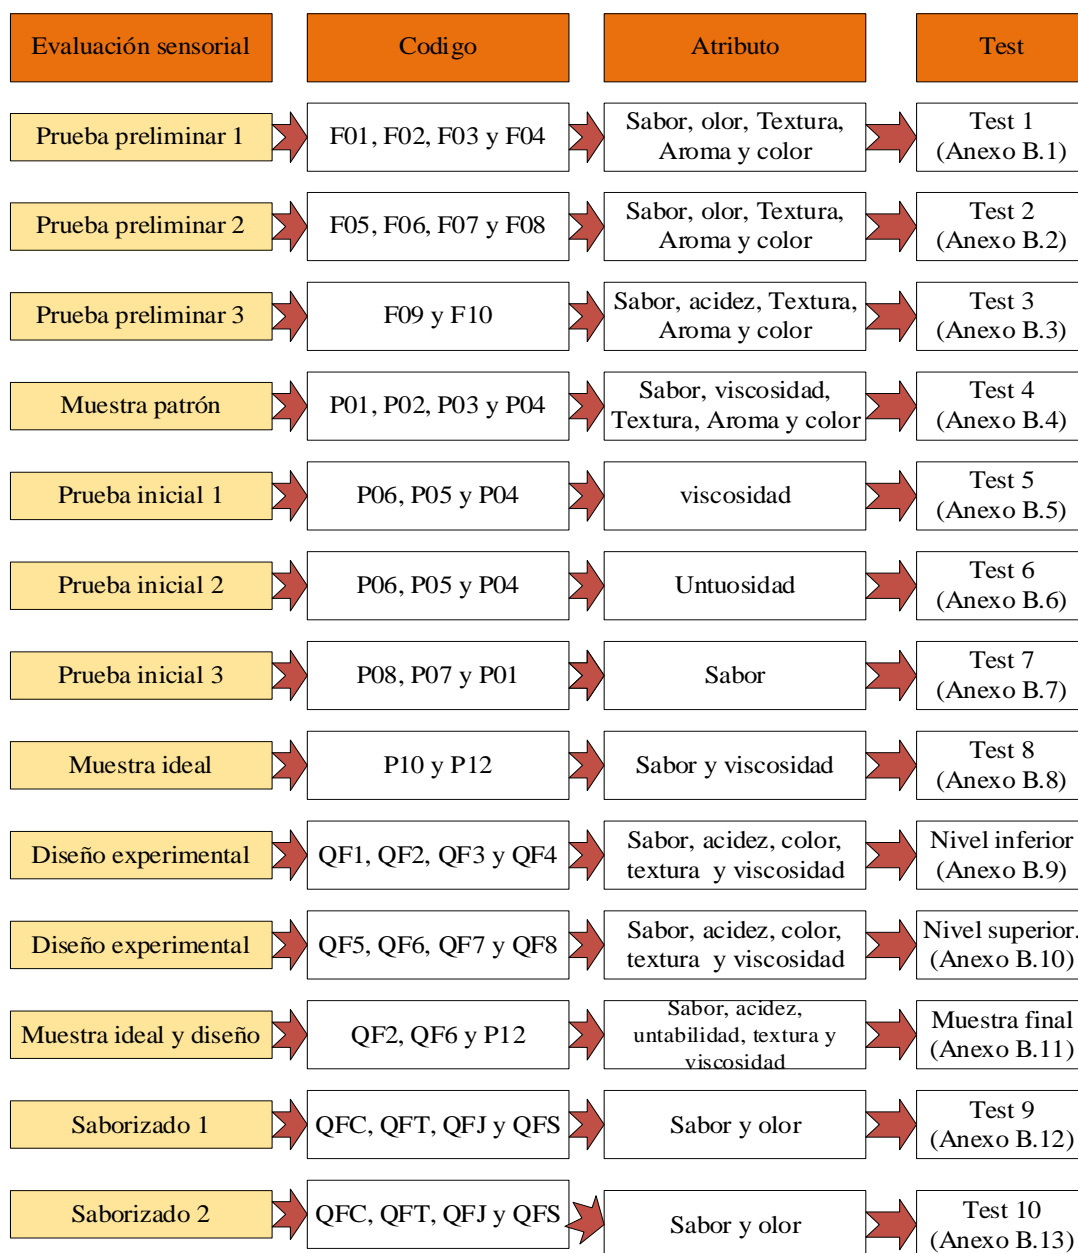 Evaluación sensorial
Codigo
Atributo
Test
Prueba preliminar 1
F01, F02, F03 y F04
Sabor, olor, Textura,
Aroma y color
Test 1
(Anexo B.1)
Prueba preliminar 2
F05, F06, F07 y F08
Sabor, olor, Textura,
Aroma y color
Test 2
(Anexo B.2)
Prueba preliminar 3
F09 y F10
Sabor, acidez, Textura,
Aroma y color
Test 3
(Anexo B.3)
Muestra patrón
P01, P02, P03 y P04
Sabor, viscosidad,
Textura, Aroma y color
Test 4
(Anexo B.4)
Prueba inicial 1
P06, P05 y P04
viscosidad
Test 5
(Anexo B.5)
Prueba inicial 2
P06, P05 y P04
Untuosidad
Test 6
(Anexo B.6)
Prueba inicial 3
P08, P07 y P01
Sabor
Test 7
(Anexo B.7)
Muestra ideal
P10 y P12
Sabor y viscosidad
Test 8
(Anexo B.8)
Diseño experimental
QF1, QF2, QF3 y QF4
Sabor, acidez, color,
textura y viscosidad
Nivel inferior
(Anexo B.9)
Diseño experimental
QF5, QF6, QF7 y QF8
Sabor, acidez, color,
textura y viscosidad
Nivel superior.
(Anexo B.10)
Muestra ideal y diseño
QF2, QF6 y P12
Sabor, acidez,
untabilidad, textura y
viscosidad
Muestra final
(Anexo B.11)
Saborizado 1
QFC, QFT, QFJ y QFS
Sabor y olor
Test 9
(Anexo B.12)
Saborizado 2
QFC, QFT, QFJ y QFS
Sabor y olor
Test 10
(Anexo B.13)